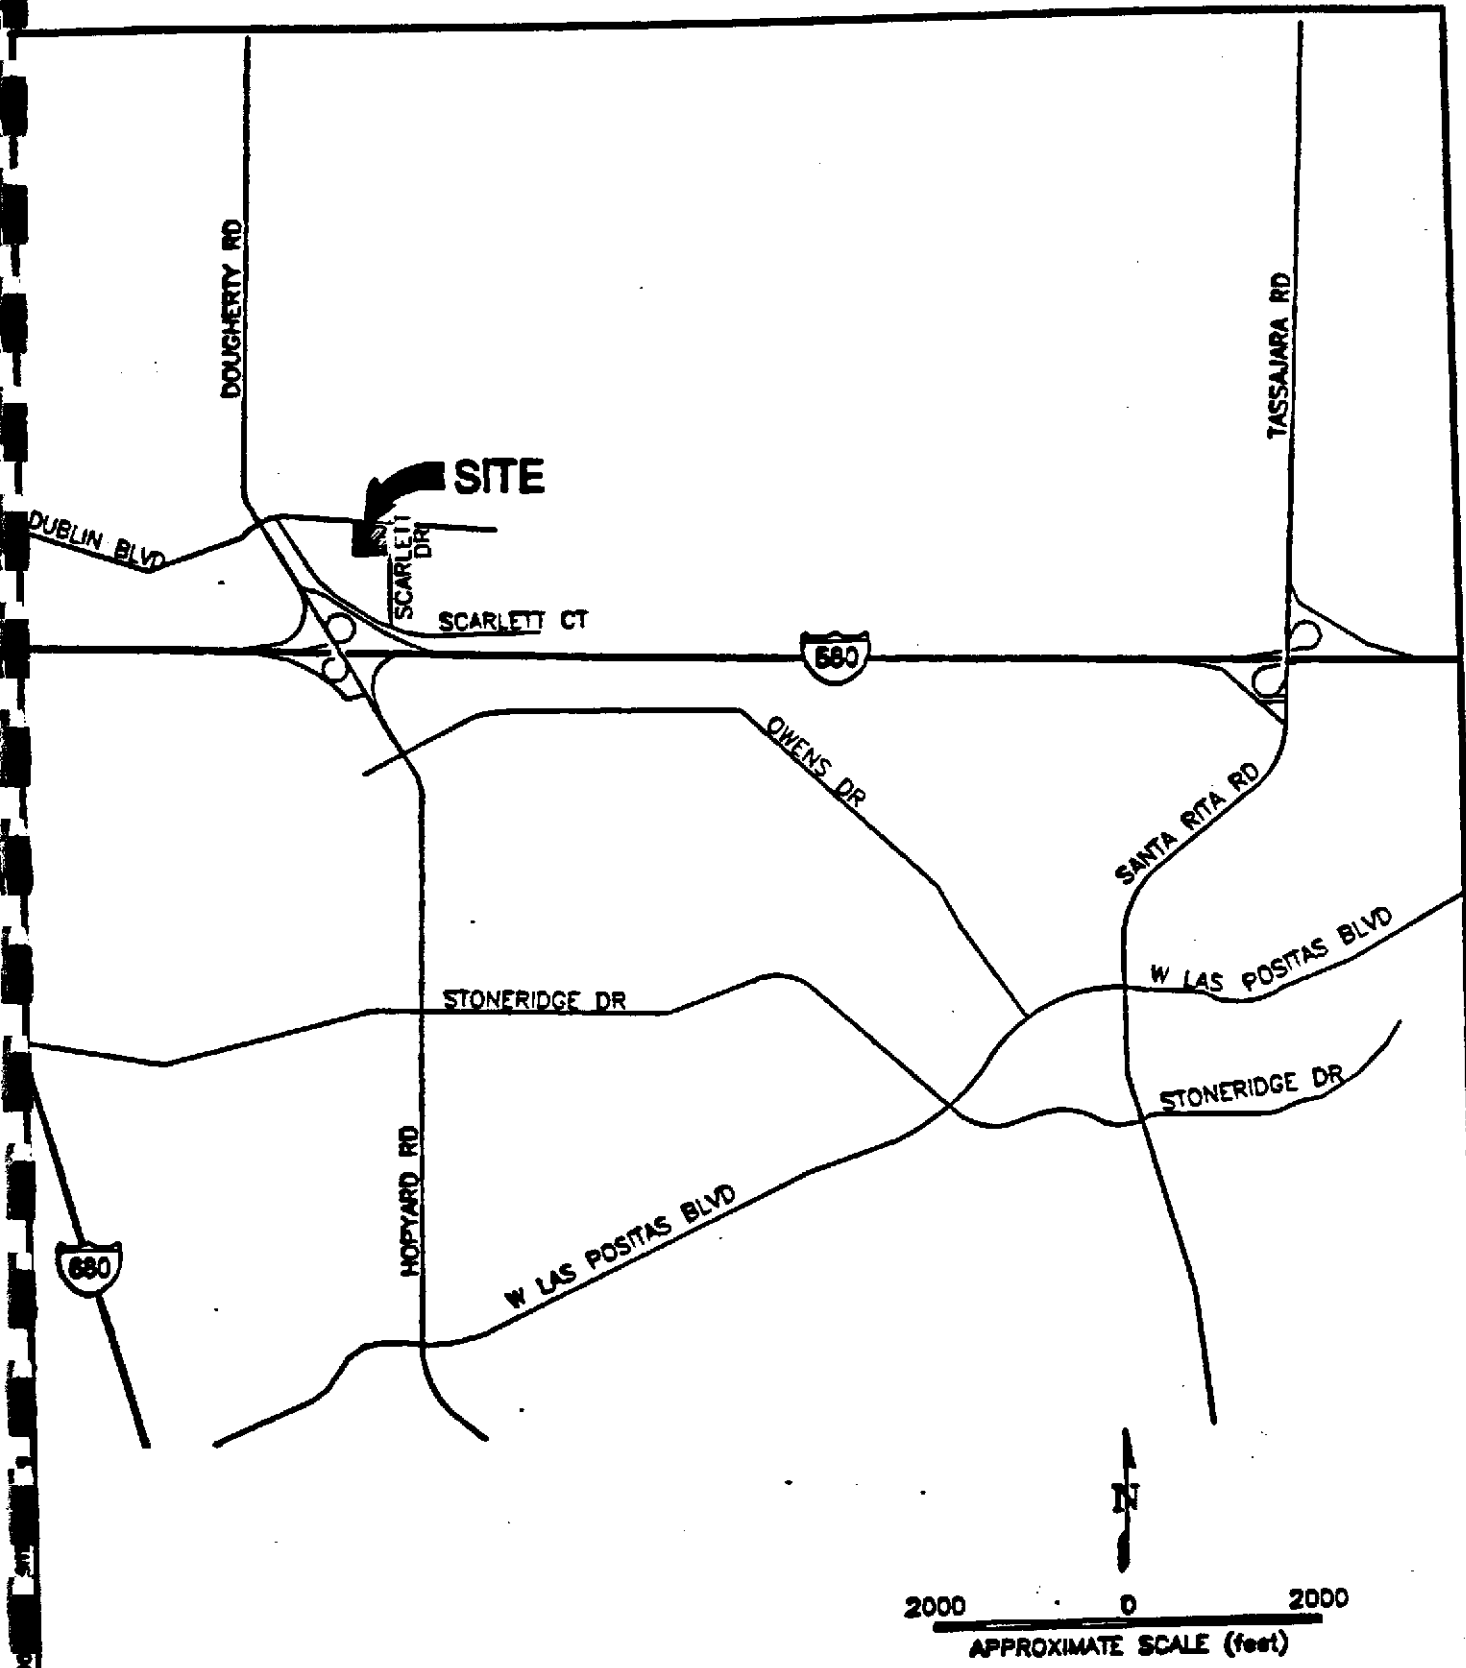 DOUGHERTY RD
TASSAJARA RD
SITE
DUBLIN BLVD
SCARLETT
DR
SCARLETT CT
580
OWENS DR
SANTA RITA RD
W LAS POSITAS BLVD
STONERIDGE DR
STONERIDGE DR
HOPYARD RD
W LAS POSITAS BLVD
680
N
2000 0 2000
APPROXIMATE SCALE (feet)